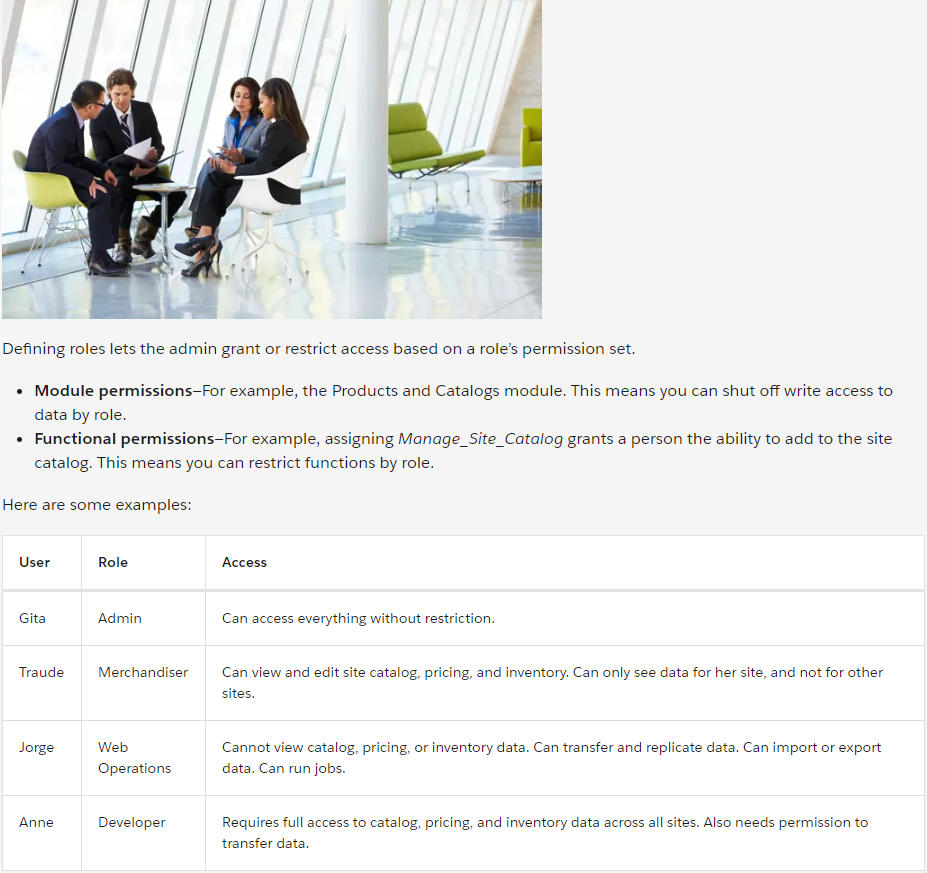 Defining roles lets the admin grant or restrict access based on a role’s permission set.
• Module permissions–For example, the Products and Catalogs module. This means you can shut off write access to
data by role.
• Functional permissions–For example, assigning Manage_Site_Catalog grants a person the ability to add to the site
catalog. This means you can restrict functions by role.
Here are some examples:
User Role Access
Gita Admin Can access everything without restriction.
Traude Merchandiser Can view and edit site catalog, pricing, and inventory. Can only see data for her site, and not for other
sites.
Jorge Web Operations Cannot view catalog, pricing, or inventory data. Can transfer and replicate data. Can import or export
data. Can run jobs.
Anne Developer Requires full access to catalog, pricing, and inventory data across all sites. Also needs permission to
transfer data.